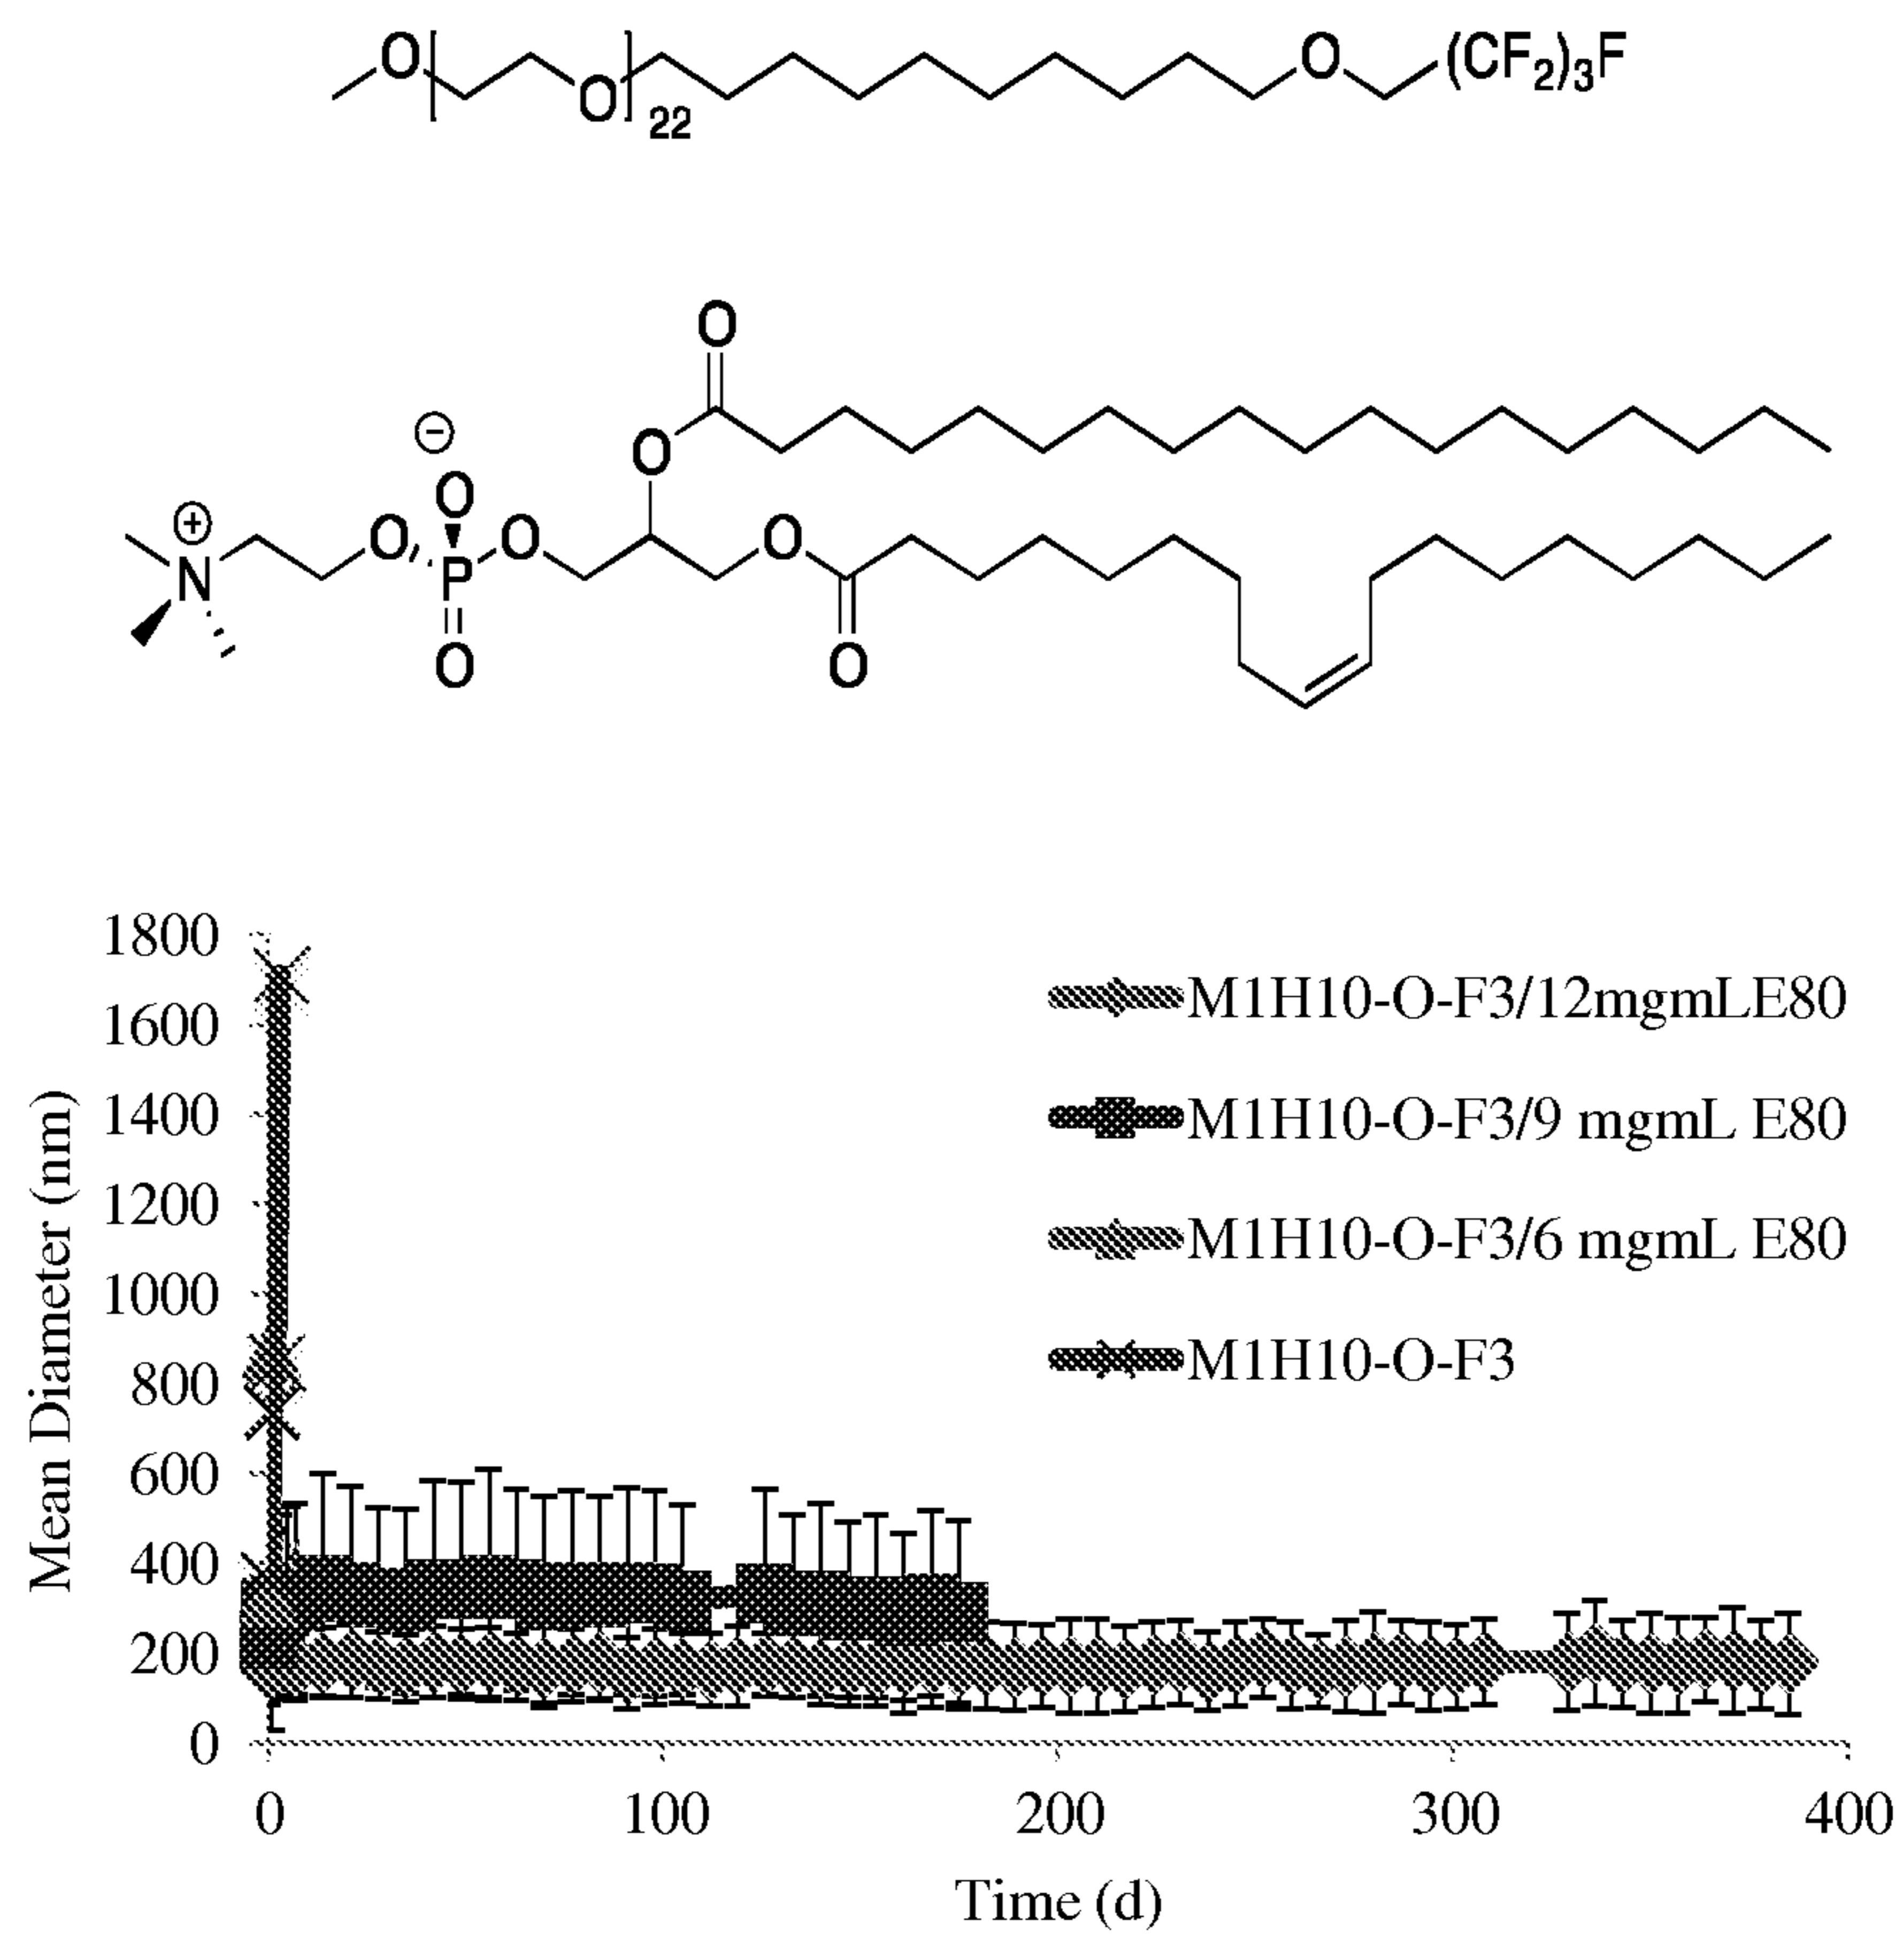 O O O (CF2)3F
22
O
⊖
O O
⊕ O P O O
N
O O
1800
1600
1400
1200
1000
800
600
400
200
0
Mean Diameter (nm)
M1H10-O-F3/12mgmLE80
M1H10-O-F3/9 mgmL E80
M1H10-O-F3/6 mgmL E80
M1H10-O-F3
0 100 200 300 400
Time (d)